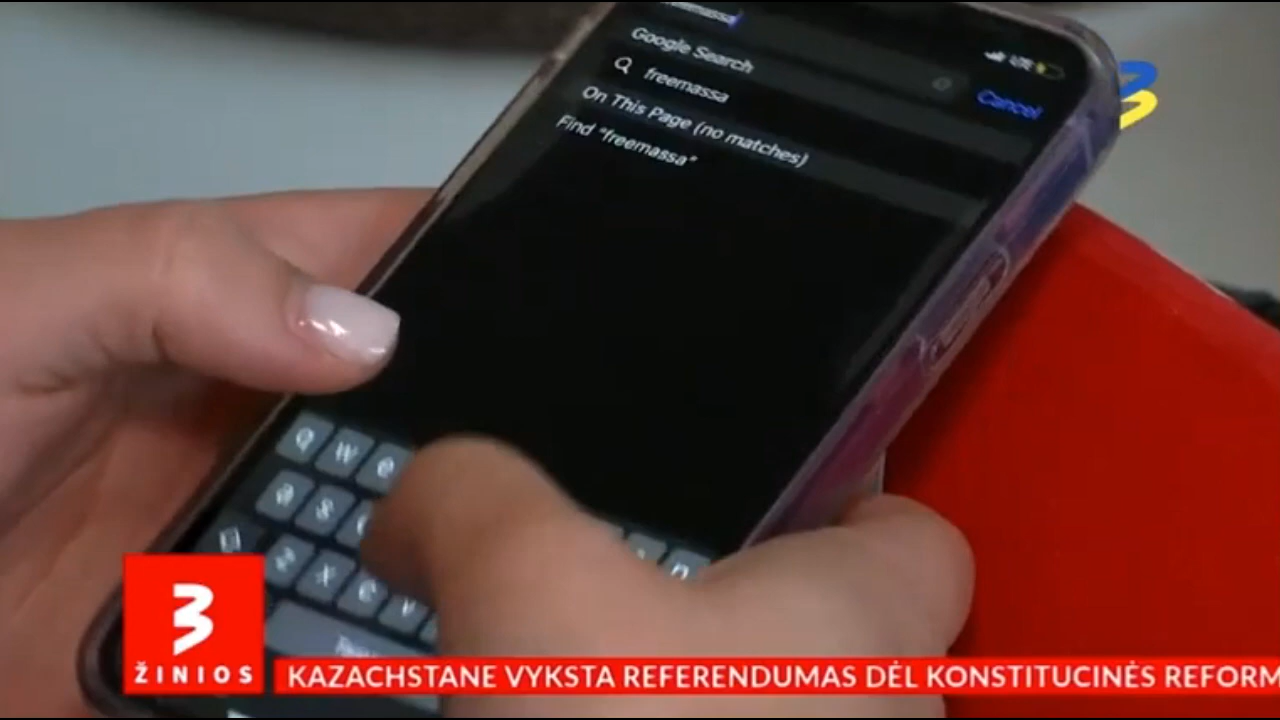 Google Search
freemassa
Cancel
On This Page (no matches)
Find "freemassa"
q w e
a s
z x c v
3
ŽINIOS
KAZACHSTANE VYKSTA REFERENDUMAS DĖL KONSTITUCINĖS REFORM